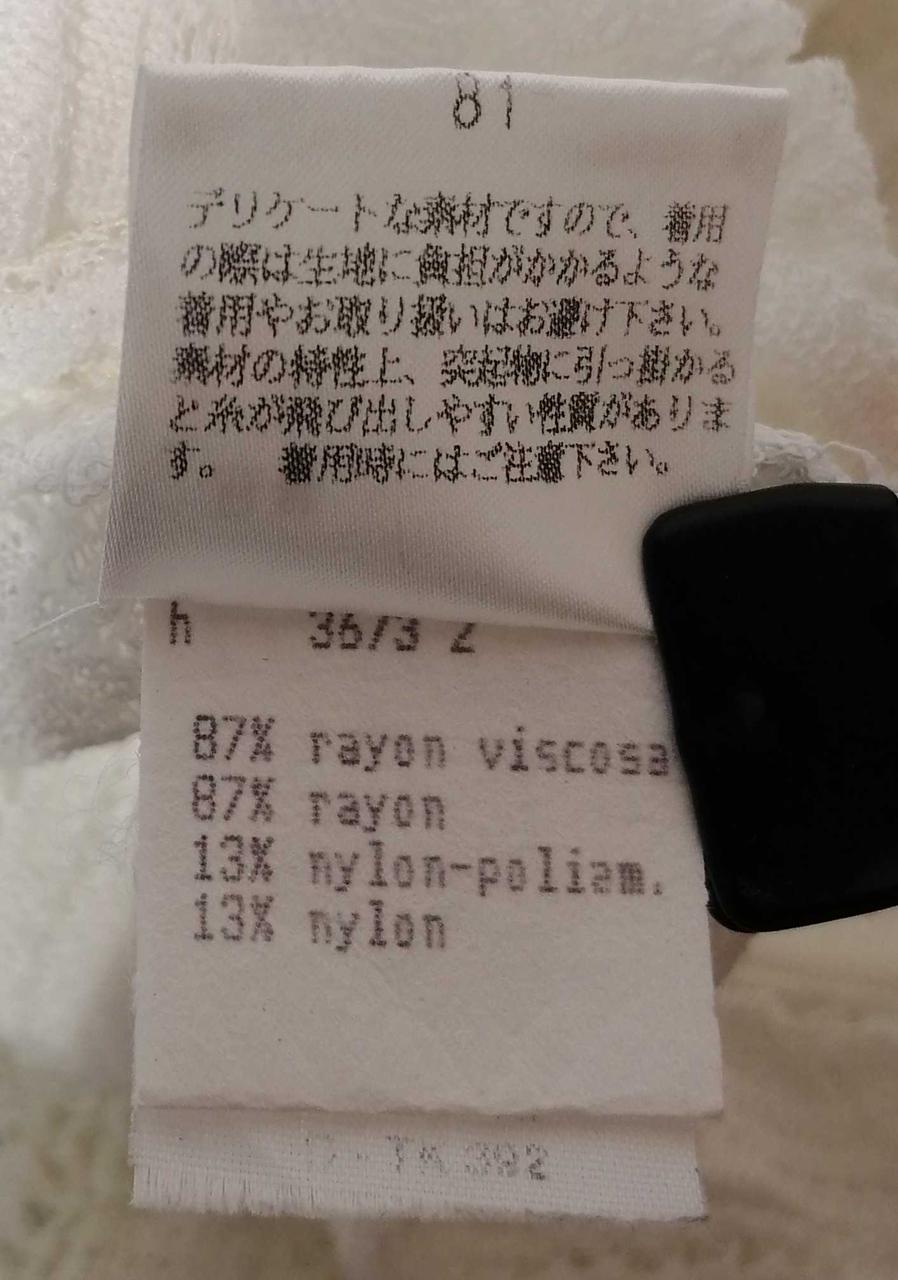 81
デリケートな素材ですので、着用
の際は生地に負担がかかるような
着用やお取り扱いはお避け下さい。
素材の特性上、突起物に引っ掛かる
と糸が飛び出しやすい性質がありま
す。 着用時にはご注意下さい。
h 3673 2
87% rayon viscosa
87% rayon
13% nylon-poliam.
13% nylon
TA 392